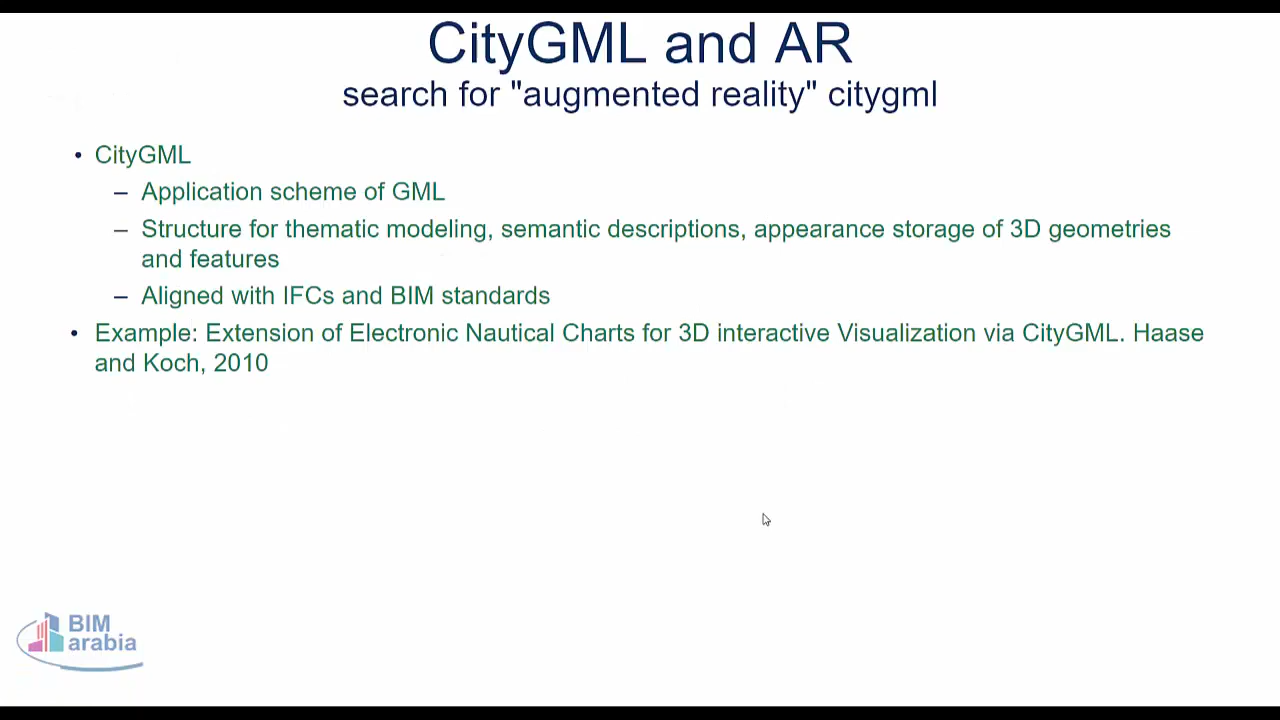 CityGML and AR
search for "augmented reality" citygml
• CityGML
– Application scheme of GML
– Structure for thematic modeling, semantic descriptions, appearance storage of 3D geometries
and features
– Aligned with IFCs and BIM standards
• Example: Extension of Electronic Nautical Charts for 3D interactive Visualization via CityGML. Haase
and Koch, 2010
BIM
arabia